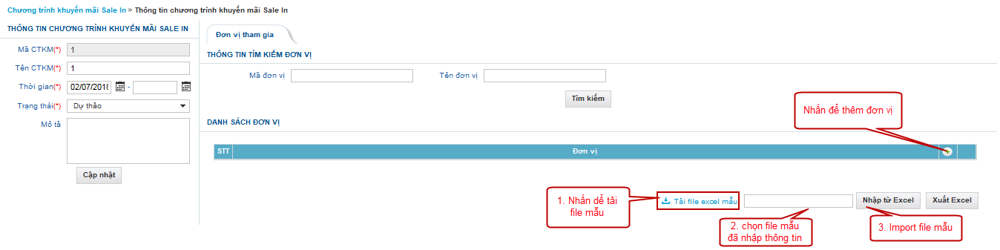 Chương trình khuyến mãi Sale In » Thông tin chương trình khuyến mãi Sale In
THÔNG TIN CHƯƠNG TRÌNH KHUYẾN MÃI SALE IN
Mã CTKM(*) 1
Tên CTKM(*) 1
Thời gian(*) 02/07/2018 -
Trạng thái(*) Dự thảo
Mô tả
Cập nhật
Đơn vị tham gia
THÔNG TIN TÌM KIẾM ĐƠN VỊ
Mã đơn vị Tên đơn vị
Tìm kiếm
Nhấn để thêm đơn vị
DANH SÁCH ĐƠN VỊ
STT Đơn vị
1. Nhấn dể tải
file mẫu
Tải file excel mẫu Nhập từ Excel Xuất Excel
2. chọn file mẫu
đã nhập thông tin
3. Import file mẫu